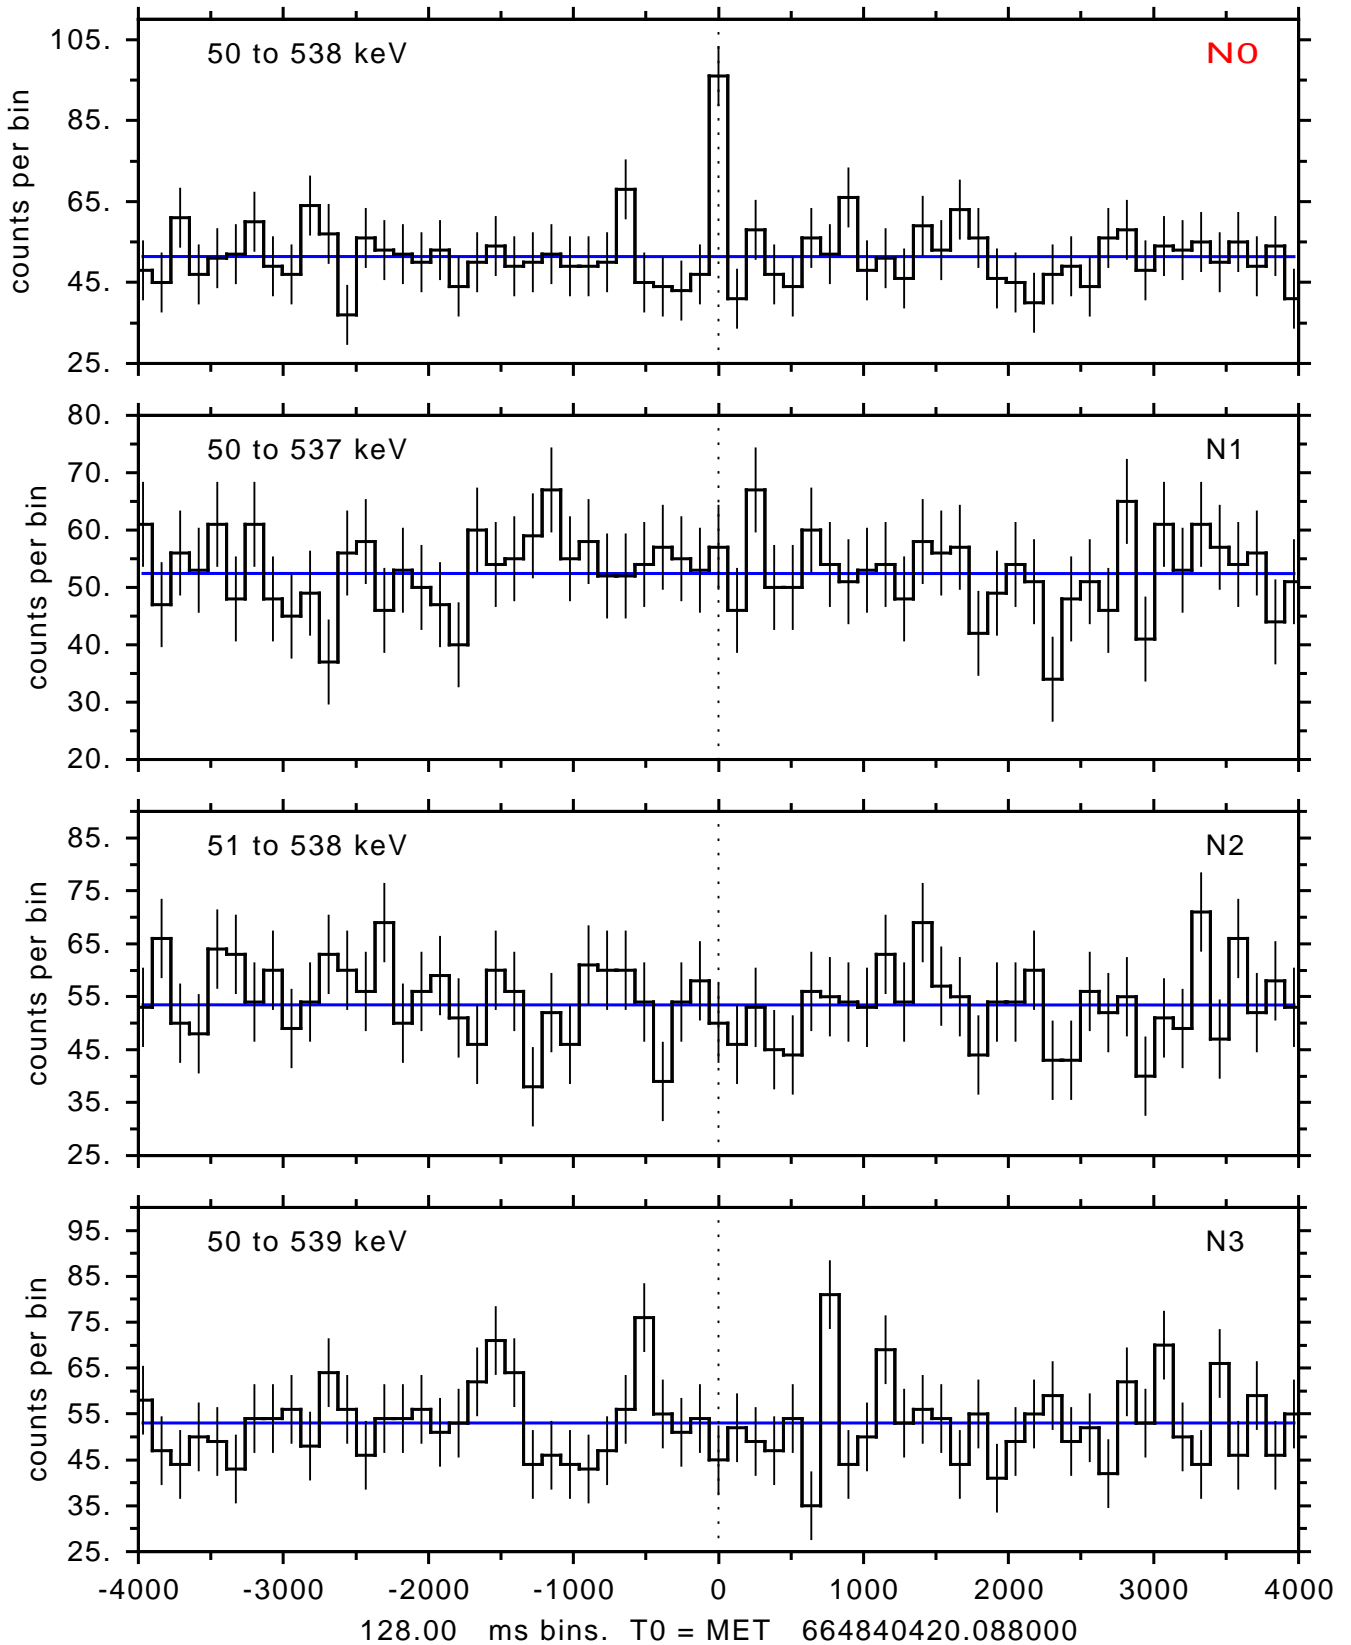 50 to 538 keV N0
counts per bin
105.
85.
65.
45.
25.
50 to 537 keV N1
counts per bin
80.
70.
60.
50.
40.
30.
20.
51 to 538 keV N2
counts per bin
85.
75.
65.
55.
45.
35.
25.
50 to 539 keV N3
counts per bin
95.
85.
75.
65.
55.
45.
35.
25.
-4000 -3000 -2000 -1000 0 1000 2000 3000 4000
128.00 ms bins. T0 = MET 664840420.088000